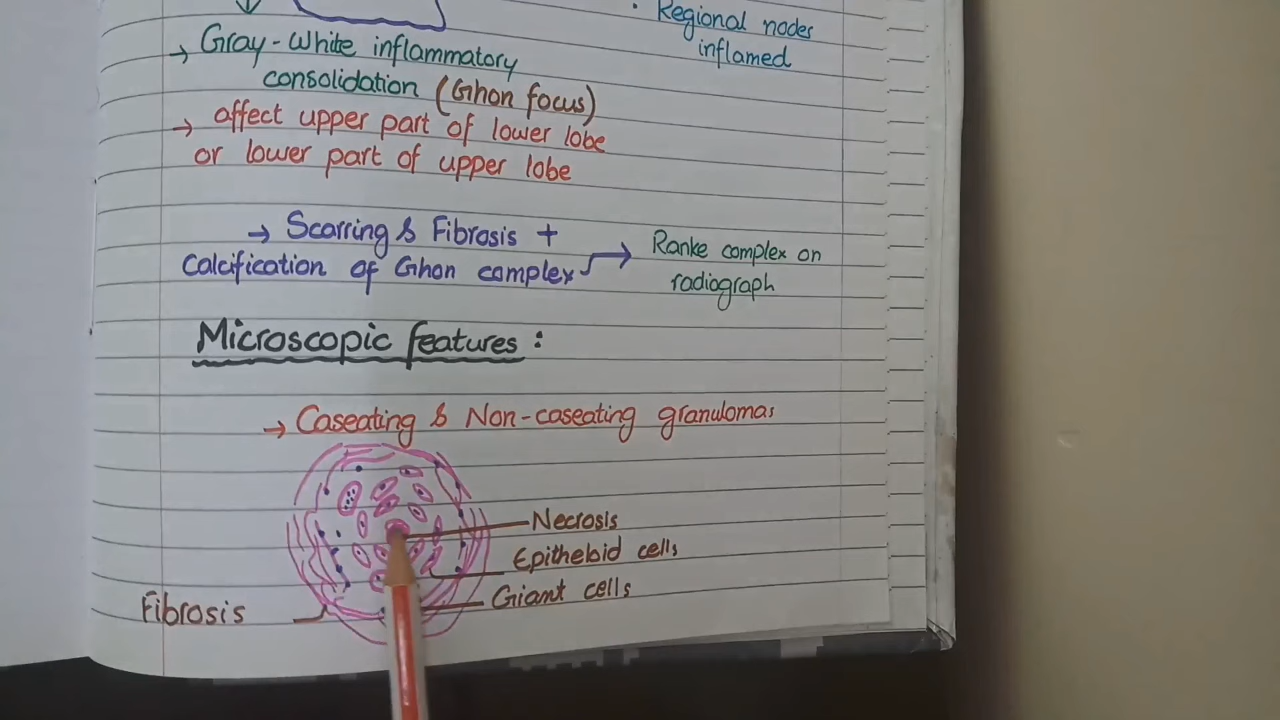 • Regional nodes
inflamed
→ Gray-White inflammatory
consolidation (Ghon focus)
→ affect upper part of lower lobe
or lower part of upper lobe
→ Scarring & Fibrosis +
Calcification of Ghon complex → Ranke complex on
radiograph
Microscopic features:
→ Caseating & Non-caseating granulomas
Necrosis
Epitheloid cells
Giant cells
Fibrosis